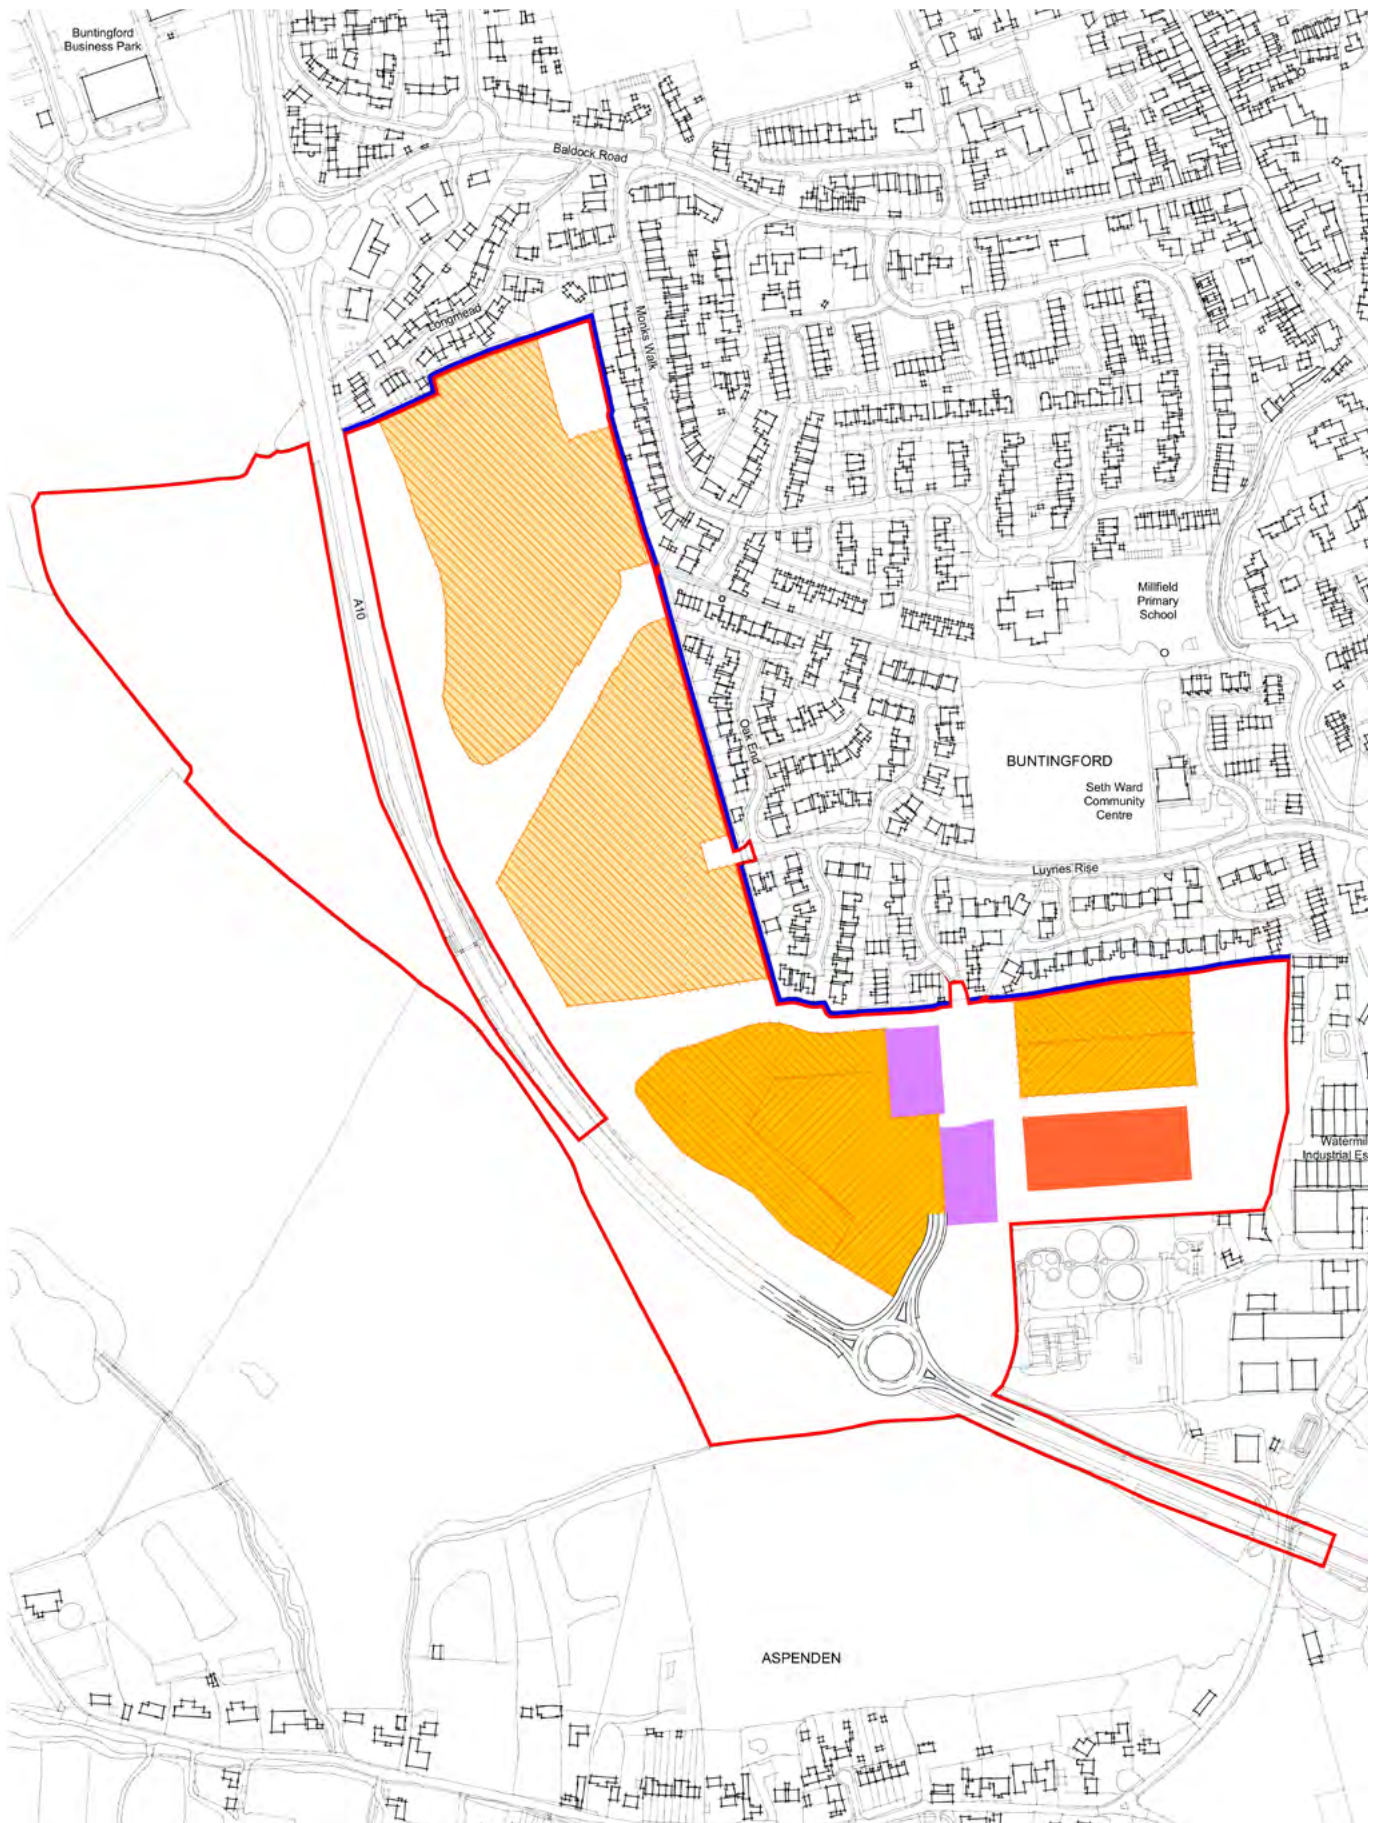 Buntingford
Business Park
Baldock Road
Longmead
Monks Walk
A10
Millfield
Primary
School
Oak End
BUNTINGFORD
Seth Ward
Community
Centre
Luynes Rise
Watermil
Industrial Es
ASPENDEN